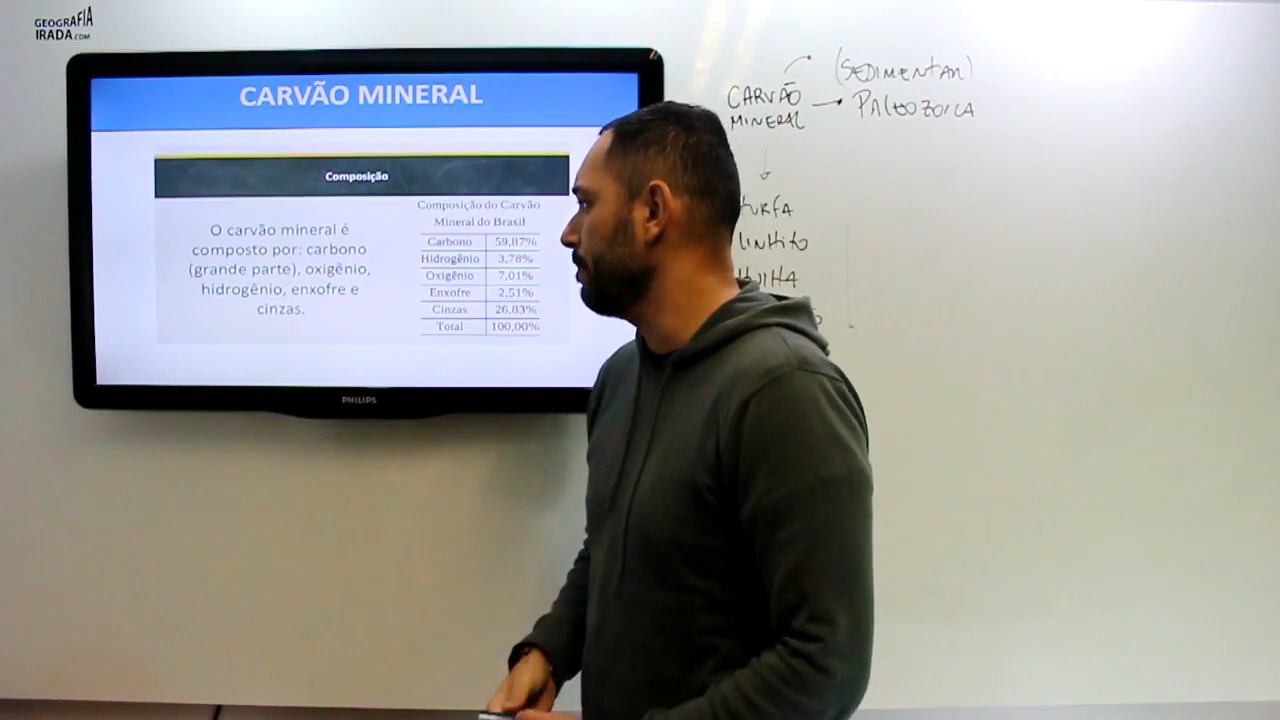 GEOGRAFIA
IRADA.COM
CARVÃO MINERAL
Composição
O carvão mineral é
composto por: carbono
(grande parte), oxigênio,
hidrogênio, enxofre e
cinzas.
Composição do Carvão
Mineral do Brasil
Carbono 59,87%
Hidrogênio 3,78%
Oxigênio 7,01%
Enxofre 2,51%
Cinzas 26,83%
Total 100,00%
PHILIPS
(SEDIMENTAR)
CARVÃO
MINERAL
PALEOZOICA
TURFA
LINHITO